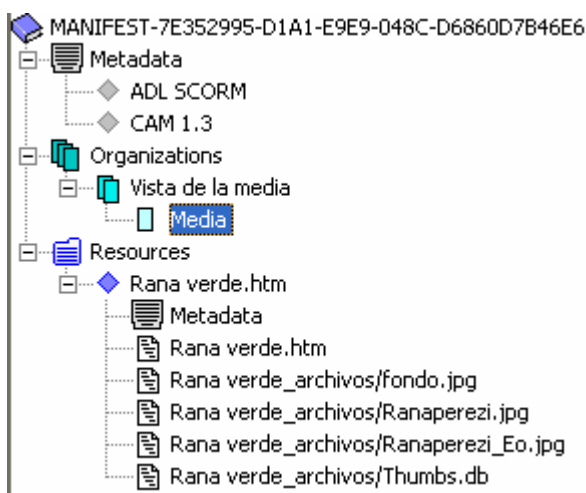 MANIFEST-7E352995-D1A1-E9E9-048C-D6860D7B46E6
Metadata
ADL SCORM
CAM 1.3
Organizations
Vista de la media
Media
Resources
Rana verde.htm
Metadata
Rana verde.htm
Rana verde_archivos/fondo.jpg
Rana verde_archivos/Ranaperezi.jpg
Rana verde_archivos/Ranaperezi_Eo.jpg
Rana verde_archivos/Thumbs.db